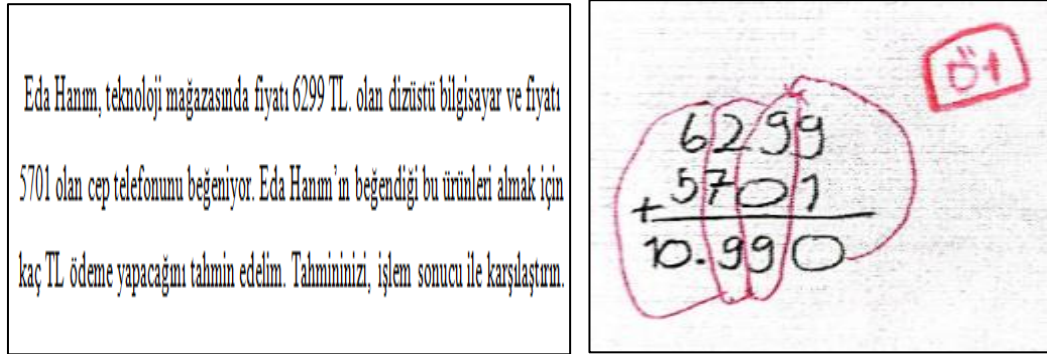 Eda Hanım, teknoloji mağazasında fiyatı 6299 TL. olan dizüstü bilgisayar ve fiyatı
5701 olan cep telefonunu beğeniyor. Eda Hanım'ın beğendiği bu ürünleri almak için
kaç TL ödeme yapacağını tahmin edelim. Tahmininizi, işlem sonucu ile karşılaştırın.
Ö1
6299
+5701
10.990